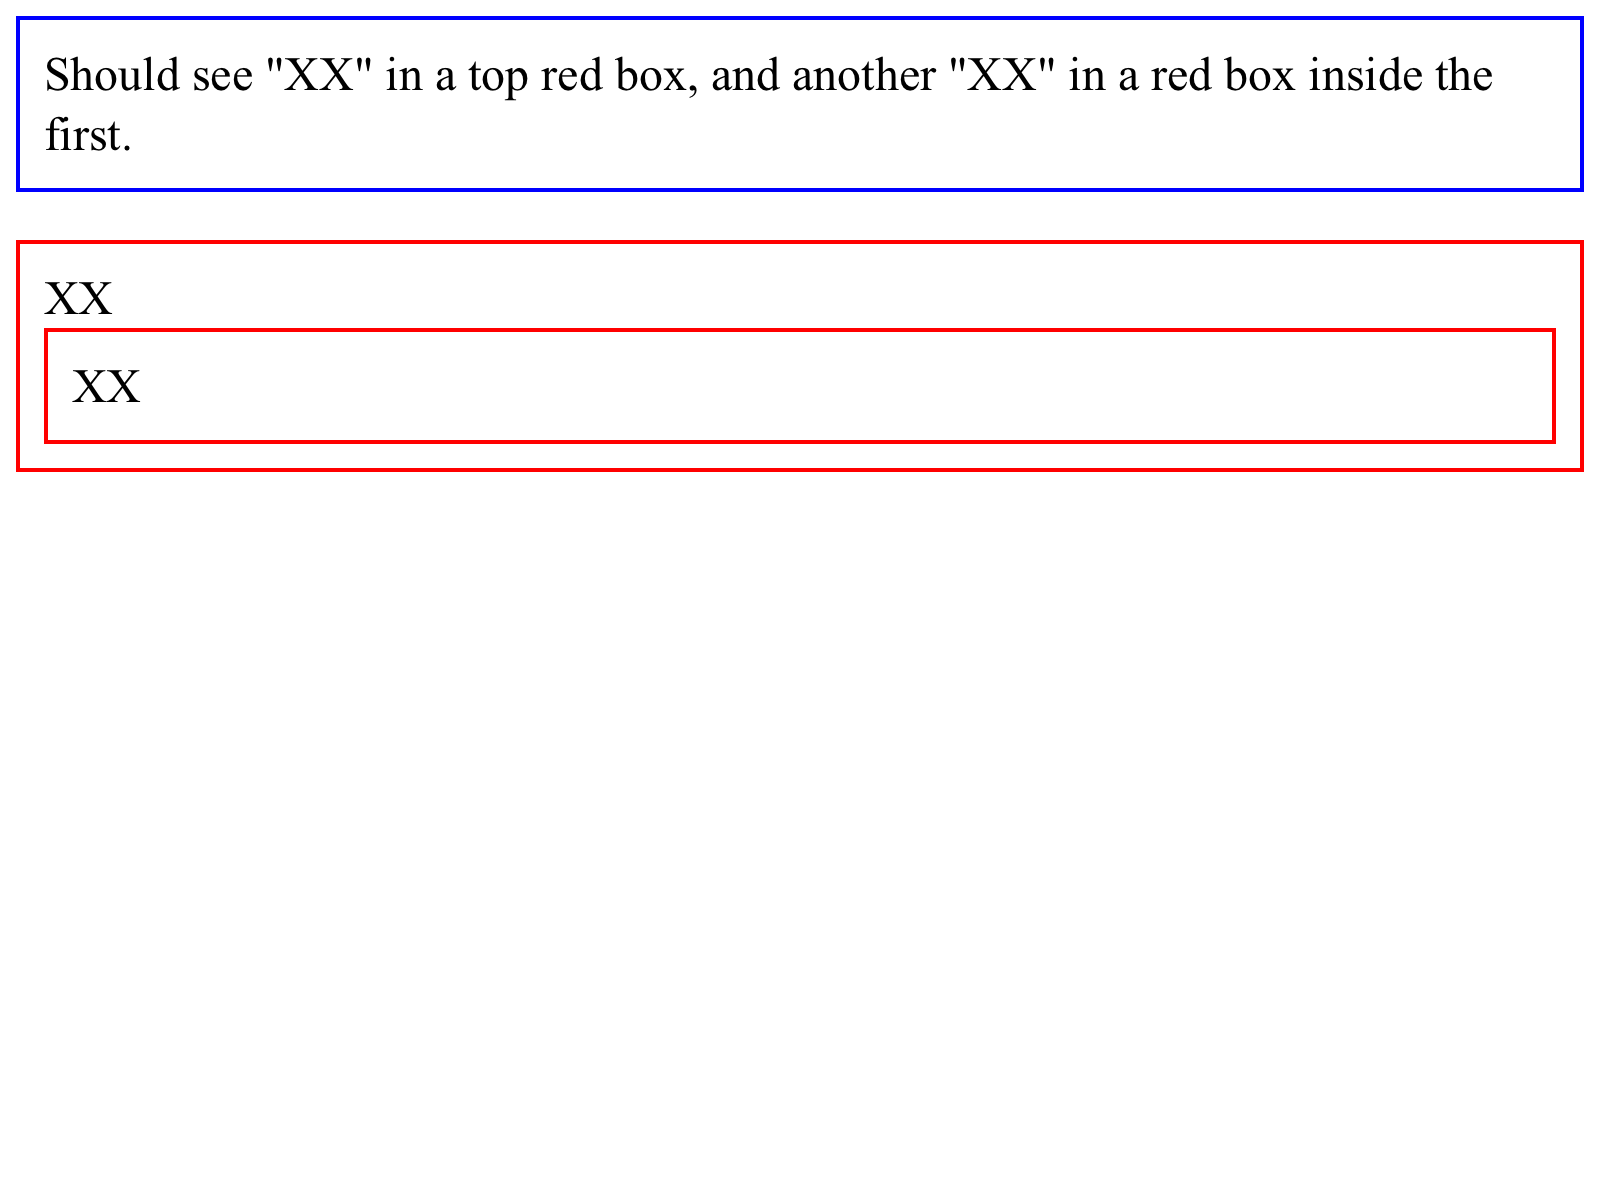 Should see "XX" in a top red box, and another "XX" in a red box inside the
first.
XX
XX